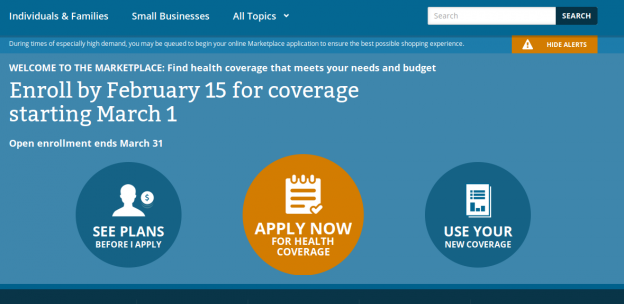 Individuals & Families Small Businesses All Topics Search SEARCH
During times of especially high demand, you may be queued to begin your online Marketplace application to ensure the best possible shopping experience. HIDE ALERTS
WELCOME TO THE MARKETPLACE: Find health coverage that meets your needs and budget
Enroll by February 15 for coverage
starting March 1
Open enrollment ends March 31
$
SEE PLANS
BEFORE I APPLY
APPLY NOW
FOR HEALTH
COVERAGE
USE YOUR
NEW COVERAGE